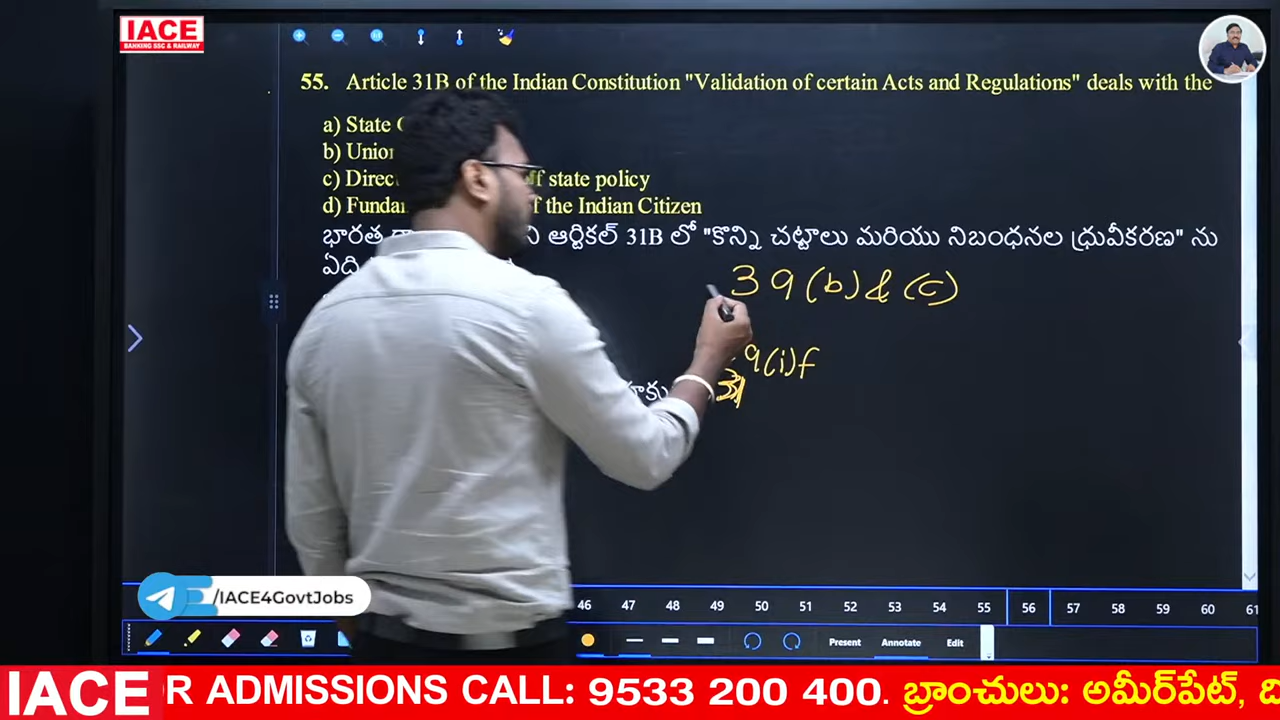 IACE
BANKING SSC & RAILWAY
55. Article 31B of the Indian Constitution "Validation of certain Acts and Regulations" deals with the
a) State
b) Union
c) state policy
d) of the Indian Citizen
భారత ఆర్టికల్ 31B లో "కొన్ని చట్టాలు మరియు నిబంధనల ధ్రువీకరణ" ను
ఏది
39(b) & (c)
9(i)f
31
/IACE4GovtJobs
46 47 48 49 50 51 52 53 54 55 56 57 58 59 60 61
Present Annotate Edit
IACE R ADMISSIONS CALL: 9533 200 400. బ్రాంచులు: అమీర్‌పేట్,